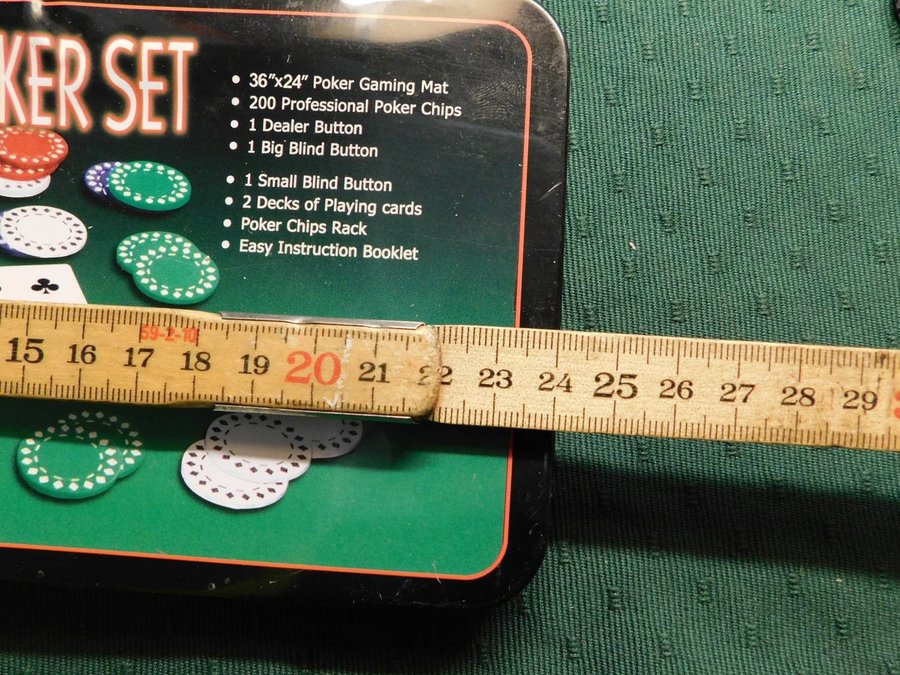 KER SET
• 36”x24” Poker Gaming Mat
• 200 Professional Poker Chips
• 1 Dealer Button
• 1 Big Blind Button
• 1 Small Blind Button
• 2 Decks of Playing cards
• Poker Chips Rack
• Easy Instruction Booklet
59-2-10
15 16 17 18 19 20 21 22 23 24 25 26 27 28 29